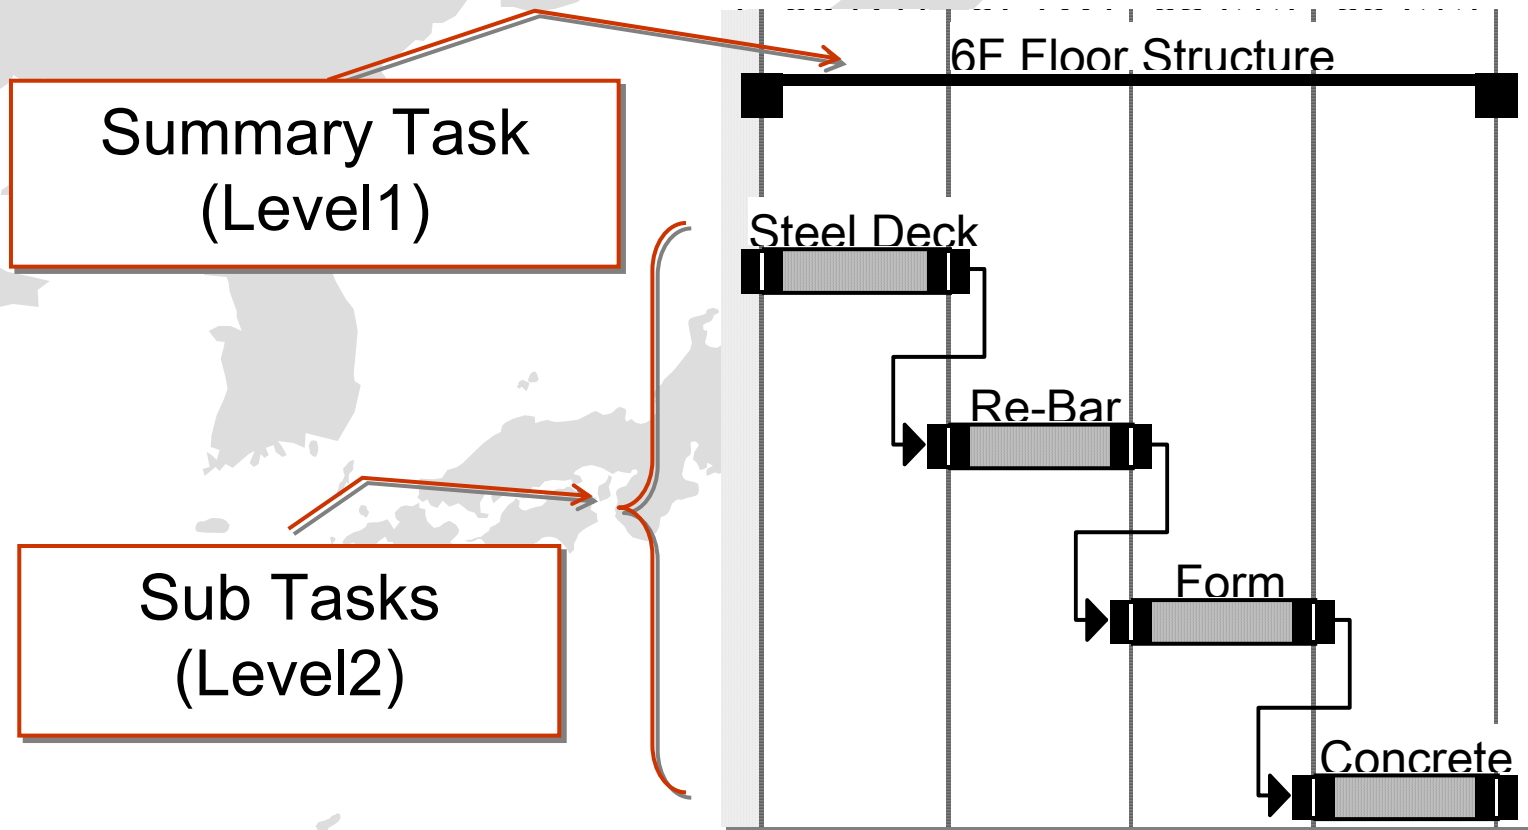 6F Floor Structure
Summary Task
(Level1)
Steel Deck
Re-Bar
Sub Tasks
(Level2)
Form
Concrete